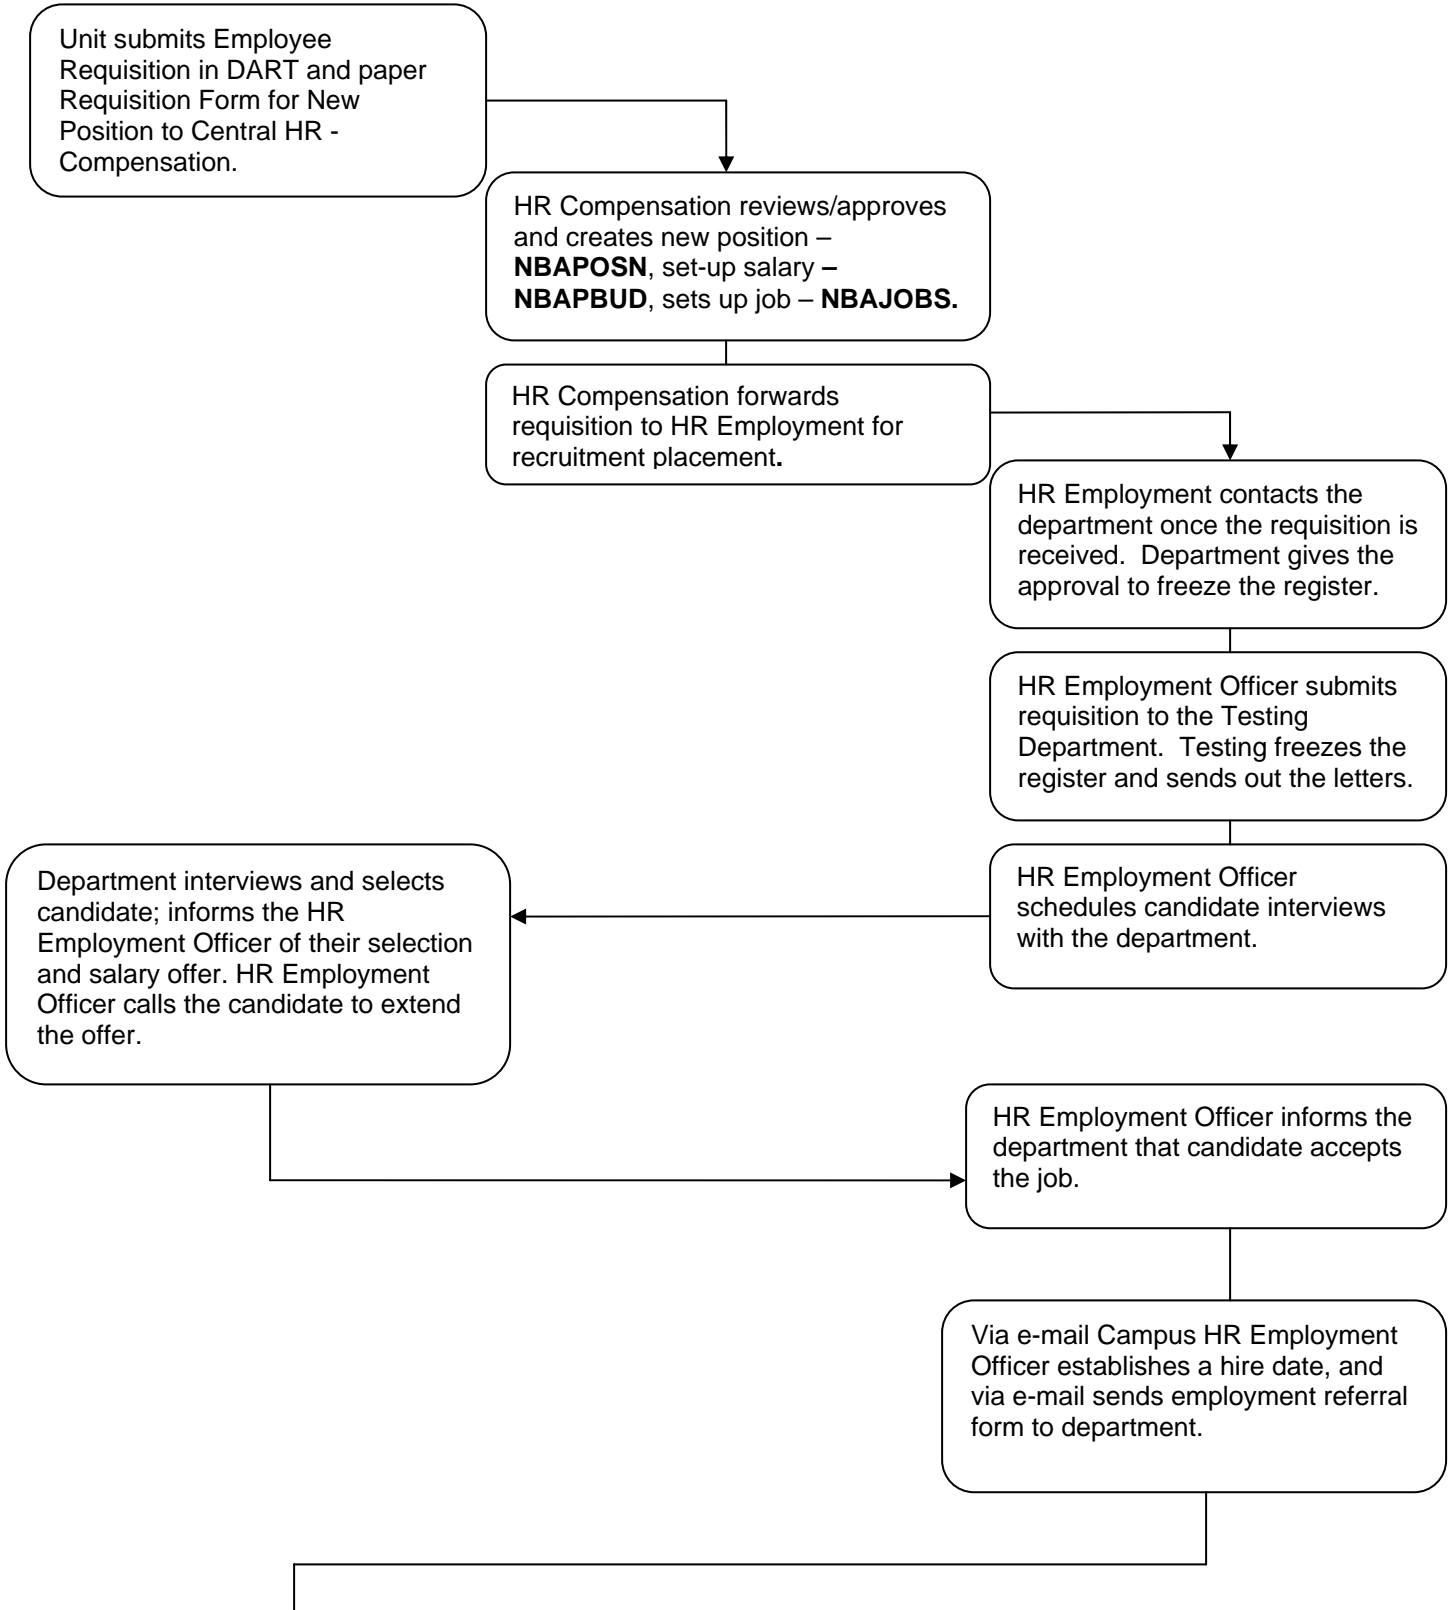 Unit submits Employee
Requisition in DART and paper
Requisition Form for New
Position to Central HR -
Compensation.
HR Compensation reviews/approves
and creates new position –
NBAPOSN, set-up salary –
NBAPBUD, sets up job – NBAJOBS.
HR Compensation forwards
requisition to HR Employment for
recruitment placement.
HR Employment contacts the
department once the requisition is
received.  Department gives the
approval to freeze the register.
HR Employment Officer submits
requisition to the Testing
Department.  Testing freezes the
register and sends out the letters.
HR Employment Officer
schedules candidate interviews
with the department.
Department interviews and selects
candidate; informs the HR
Employment Officer of their selection
and salary offer. HR Employment
Officer calls the candidate to extend
the offer.
HR Employment Officer informs the
department that candidate accepts
the job.
Via e-mail Campus HR Employment
Officer establishes a hire date, and
via e-mail sends employment referral
form to department.